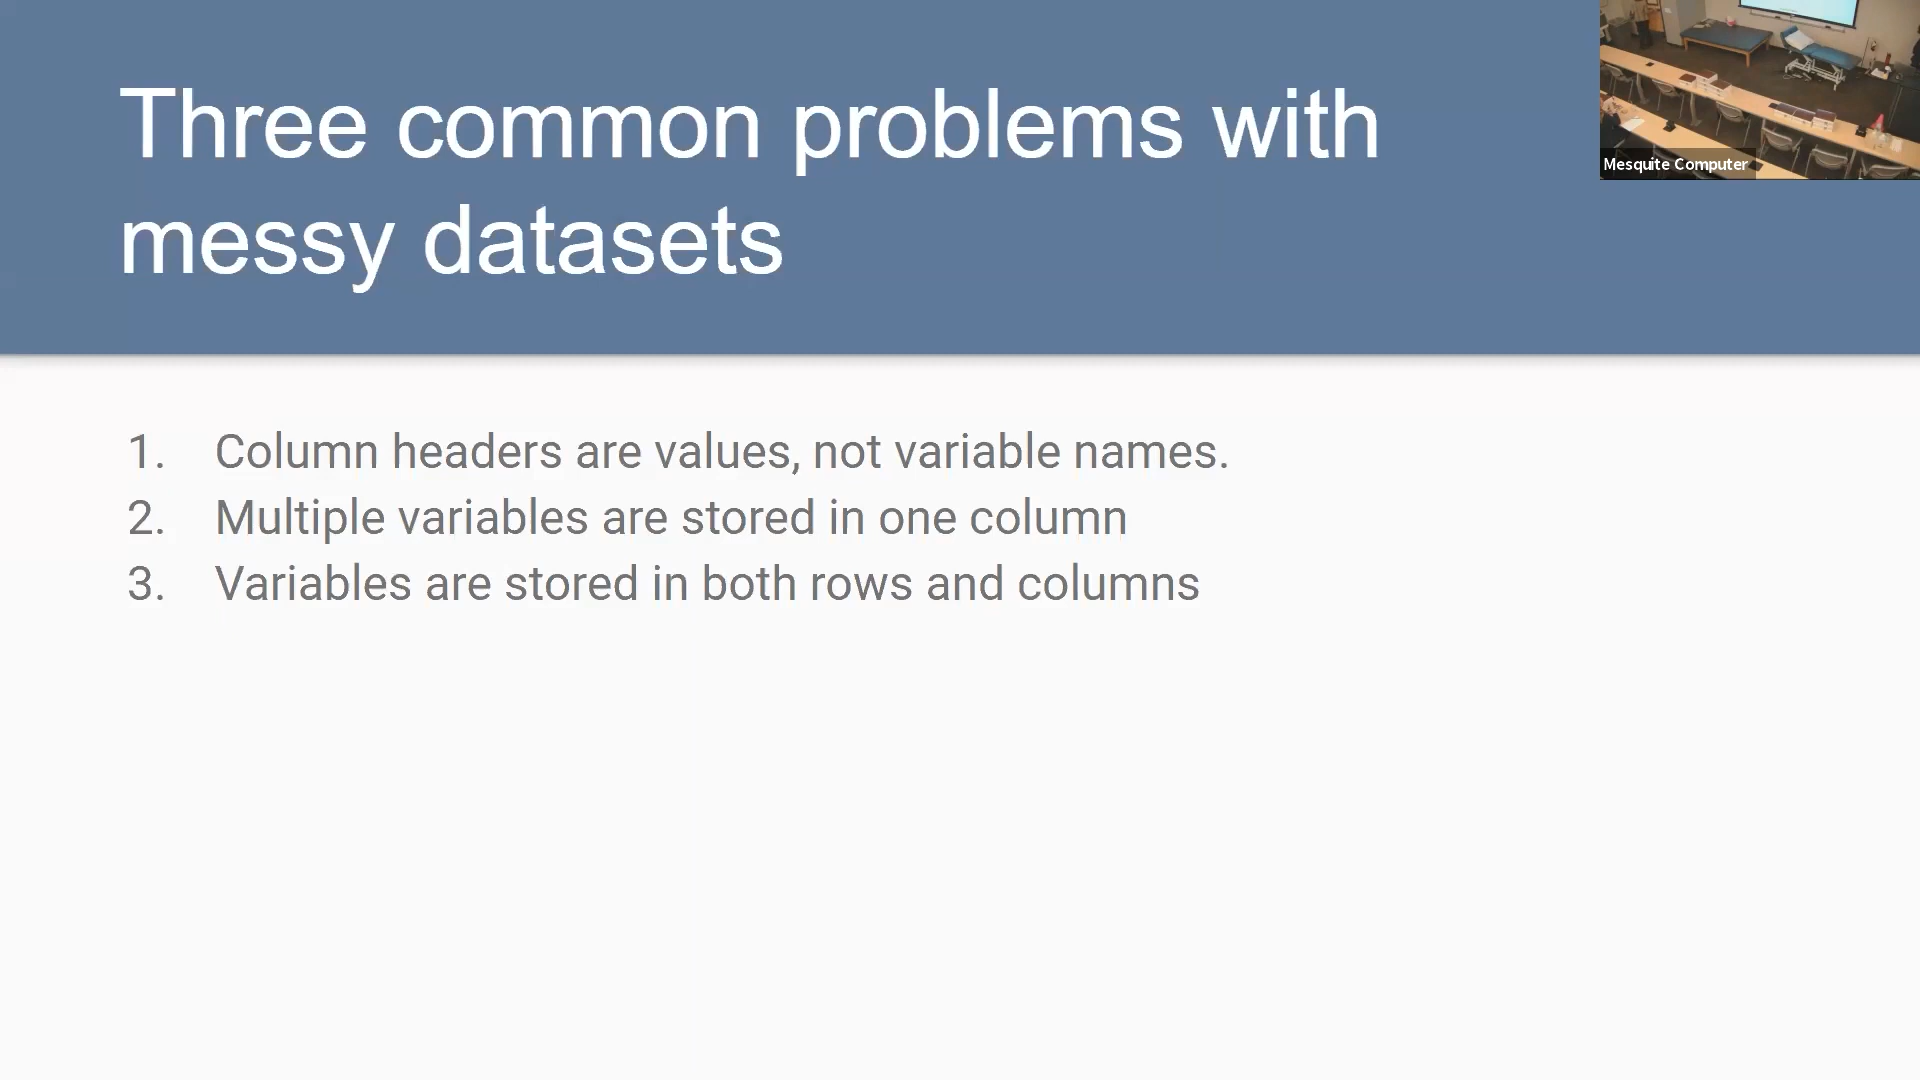 Three common problems with
messy datasets
Mesquite Computer
1. Column headers are values, not variable names.
2. Multiple variables are stored in one column
3. Variables are stored in both rows and columns